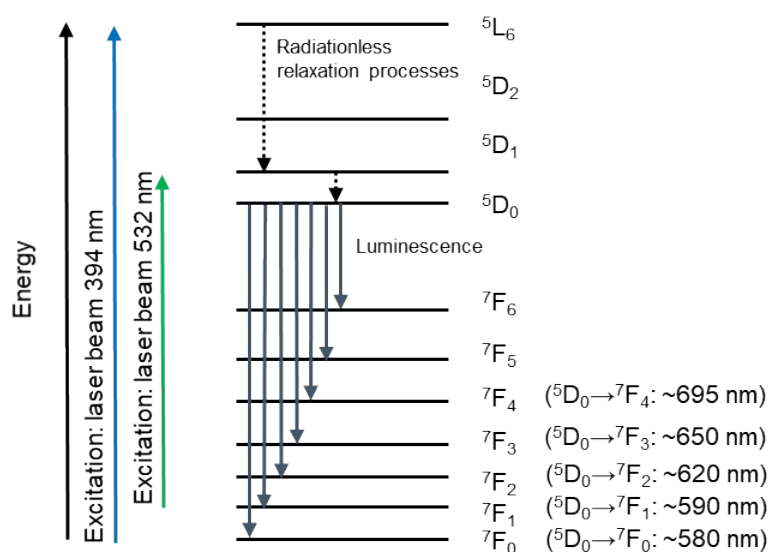 Energy
Excitation: laser beam 394 nm
Excitation: laser beam 532 nm
Radiationless
relaxation processes
Luminescence
⁵L₆
⁵D₂
⁵D₁
⁵D₀
⁷F₆
⁷F₅
⁷F₄ (⁵D₀→⁷F₄: ~695 nm)
⁷F₃ (⁵D₀→⁷F₃: ~650 nm)
⁷F₂ (⁵D₀→⁷F₂: ~620 nm)
⁷F₁ (⁵D₀→⁷F₁: ~590 nm)
⁷F₀ (⁵D₀→⁷F₀: ~580 nm)